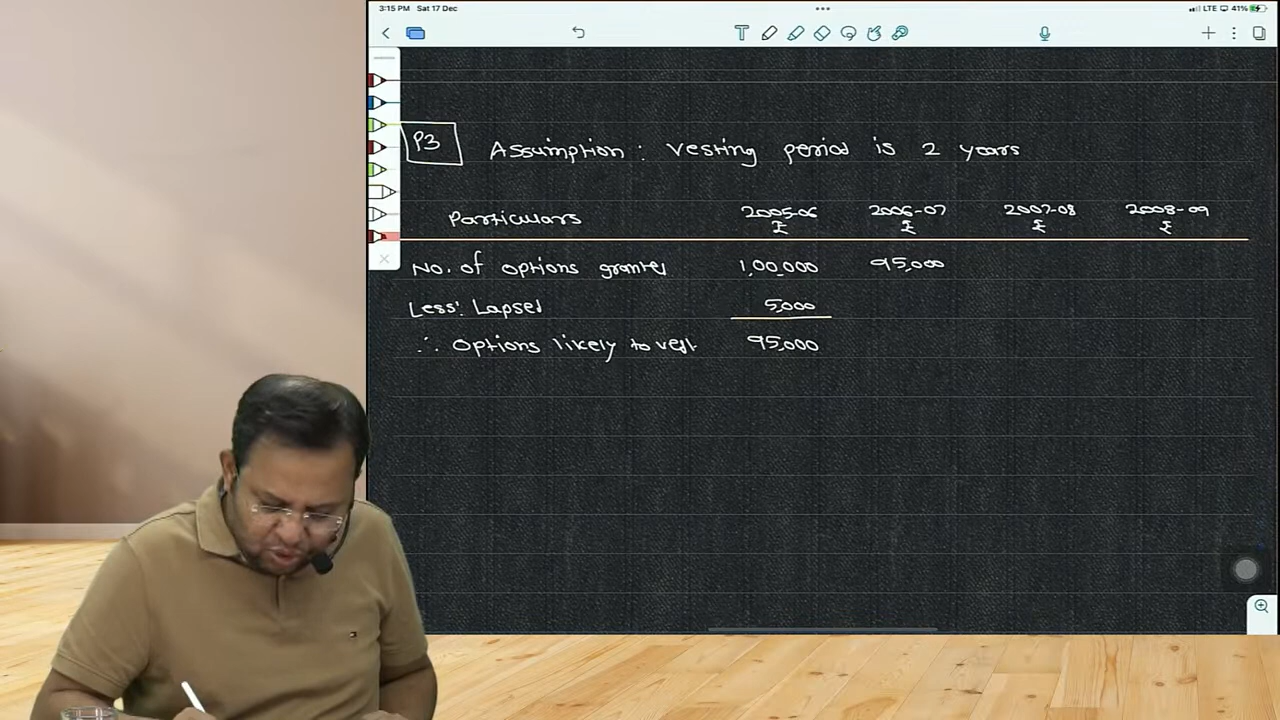 3:15 PM Sat 17 Dec
LTE 41%
P3 Assumption: Vesting period is 2 years
Particulars 2005-06 2006-07 2007-08 2008-09
₹ ₹ ₹ ₹
No. of options granted 1,00,000 95,000
Less: Lapsed 5,000
∴ Options likely to vest 95,000